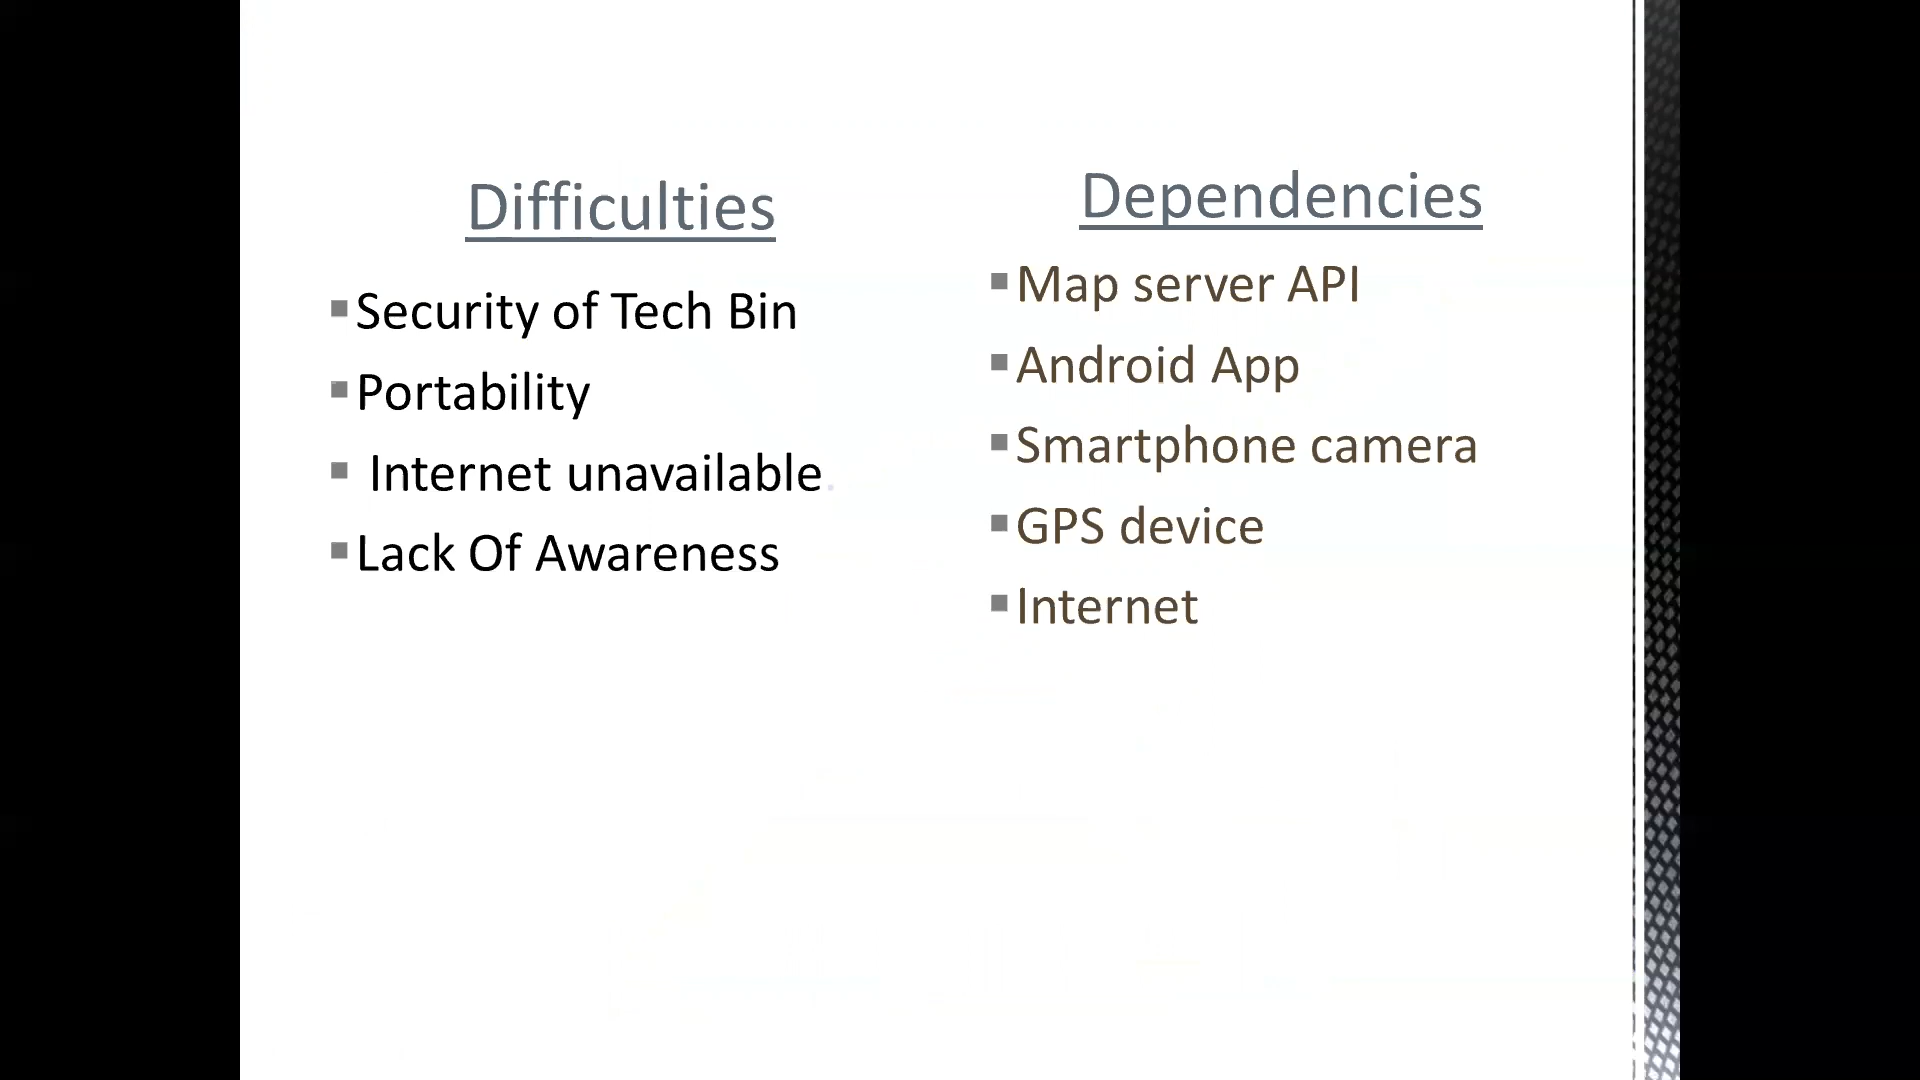 Difficulties
Security of Tech Bin
Portability
Internet unavailable.
Lack Of Awareness
Dependencies
Map server API
Android App
Smartphone camera
GPS device
Internet